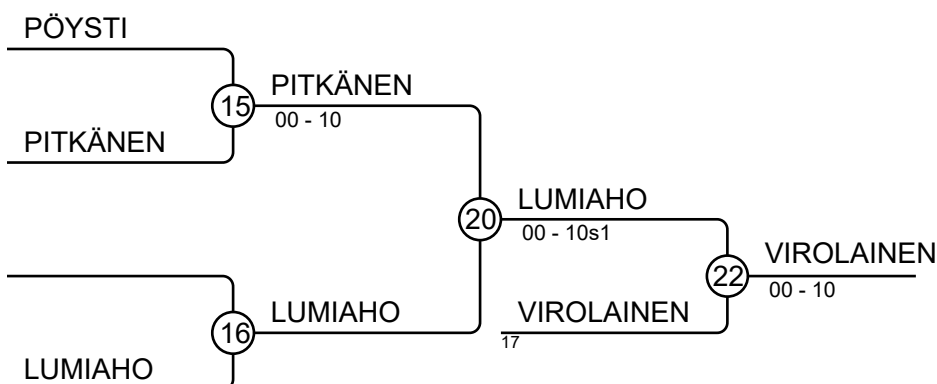 PÖYSTI
15
PITKÄNEN
00 - 10
PITKÄNEN
20
LUMIAHO
00 - 10s1
22
VIROLAINEN
00 - 10
16
LUMIAHO
VIROLAINEN
17
LUMIAHO